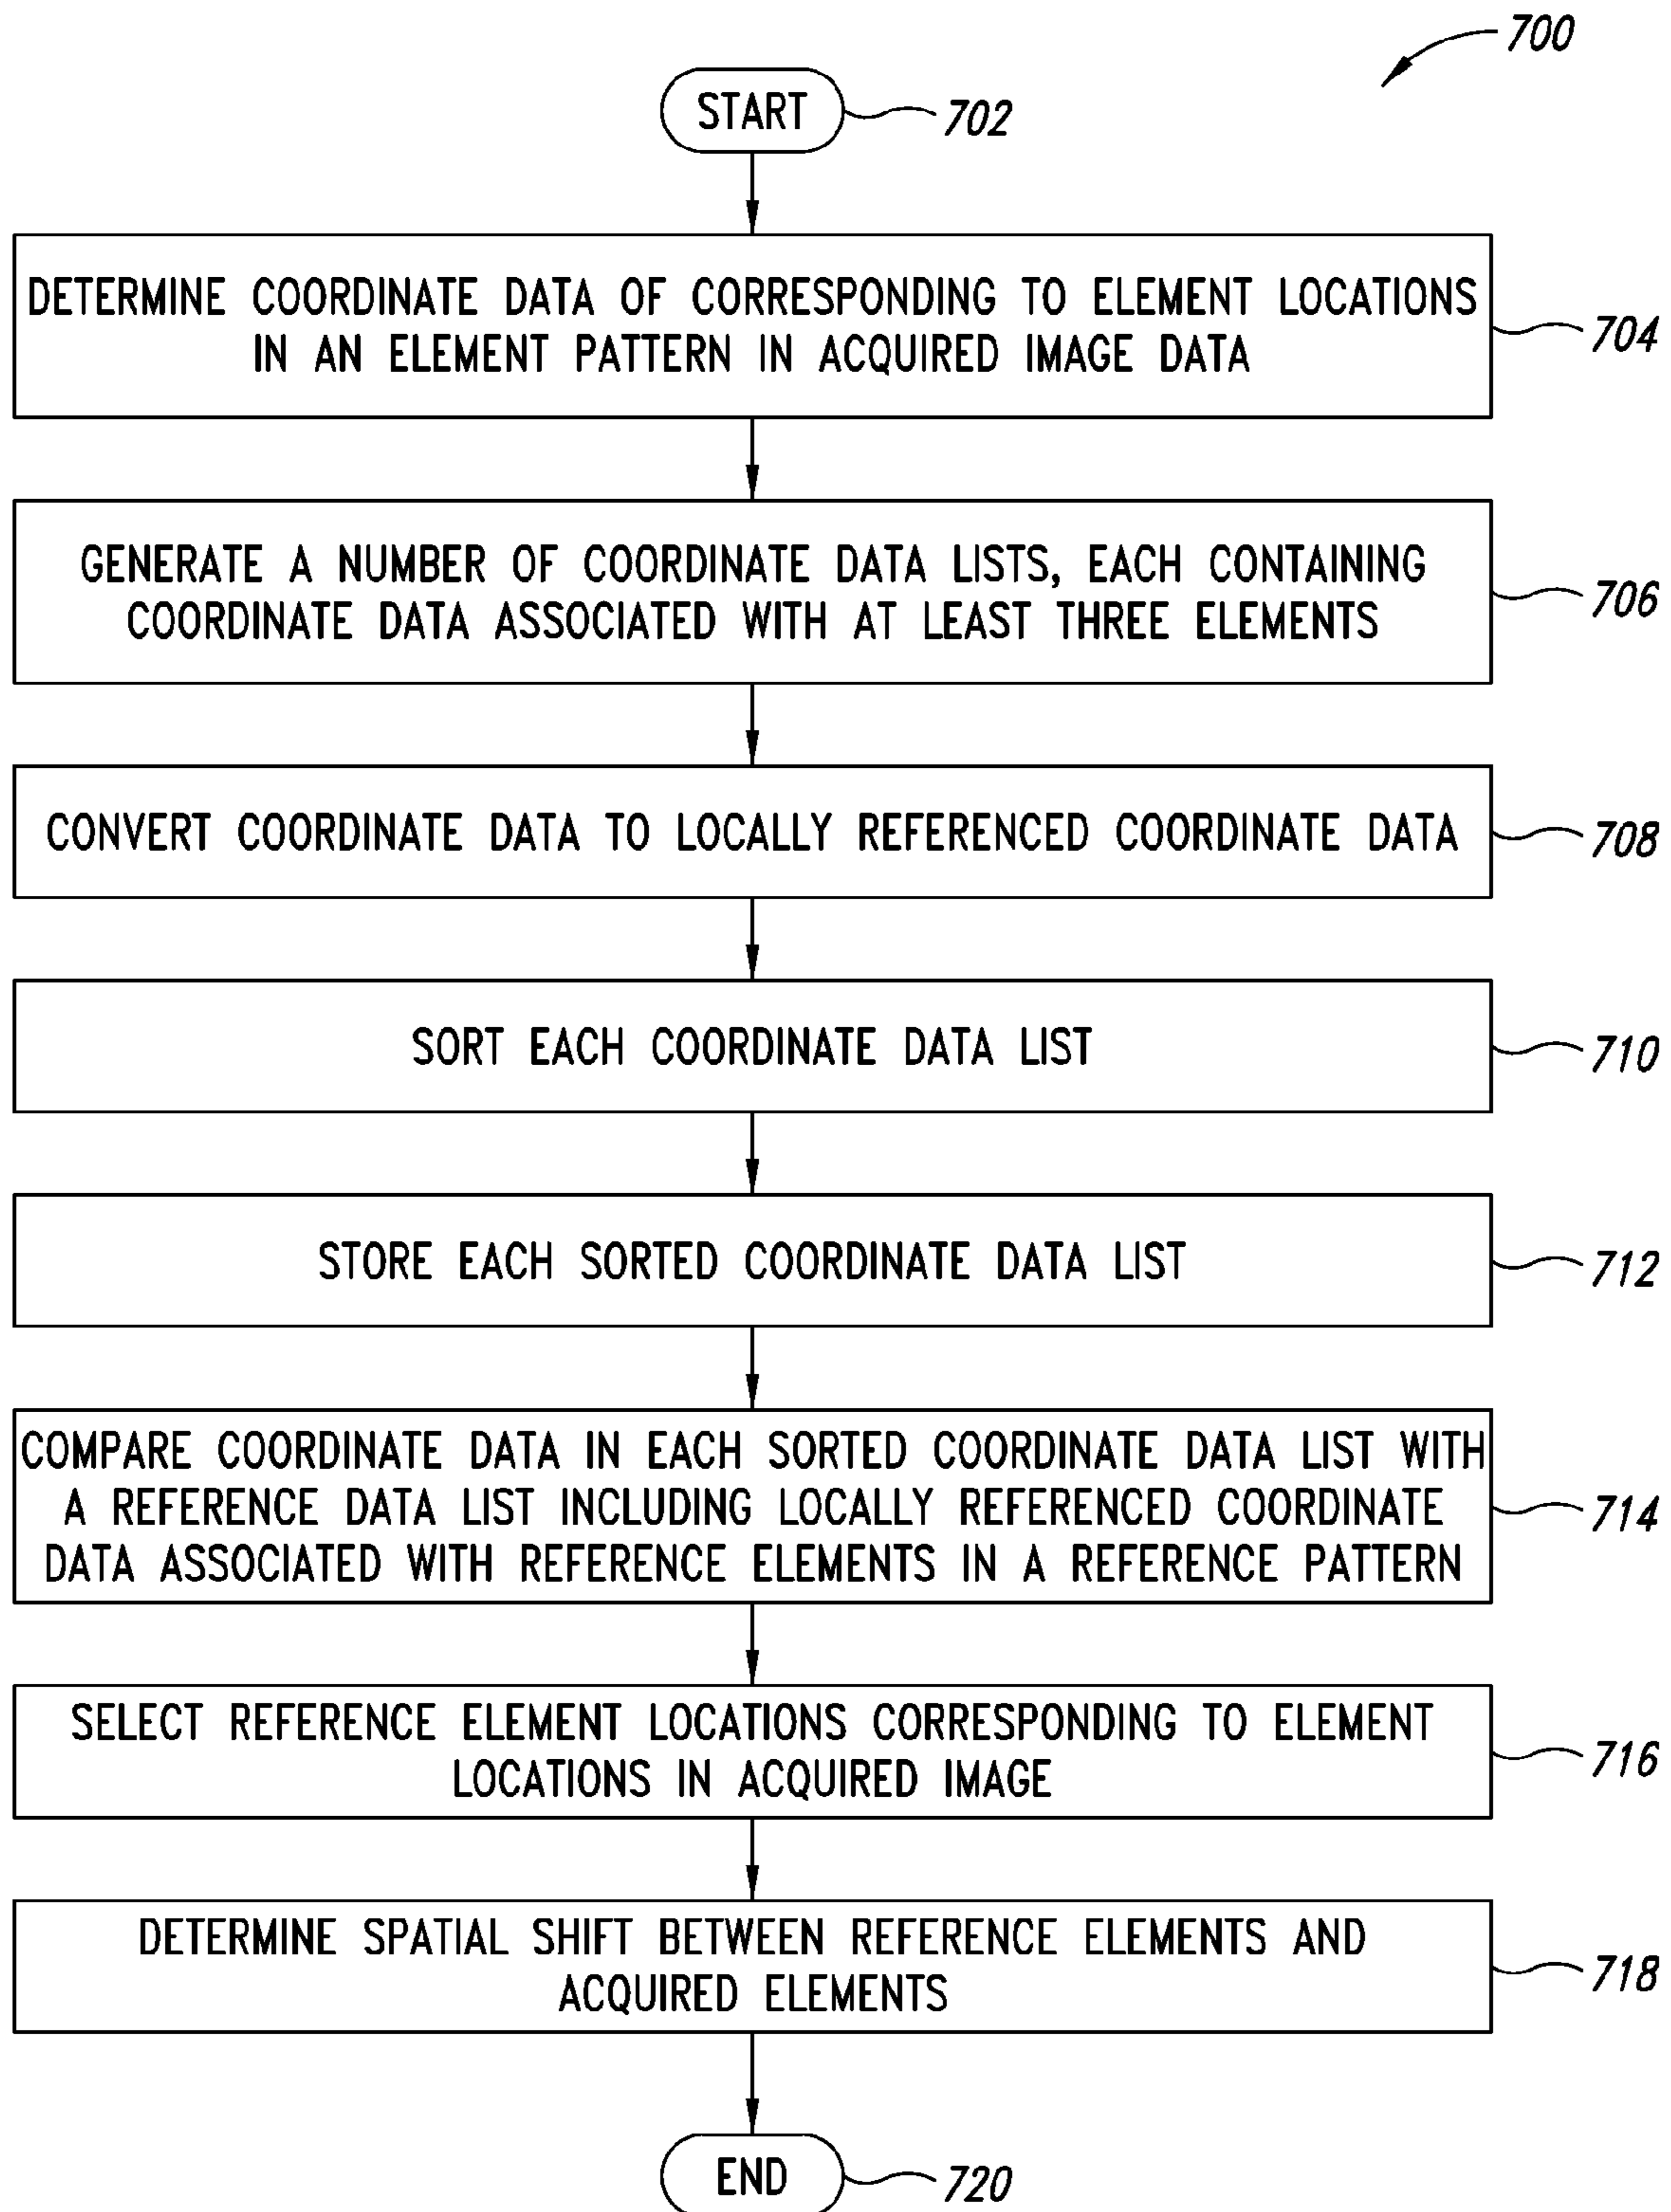 700
START
702
DETERMINE COORDINATE DATA OF CORRESPONDING TO ELEMENT LOCATIONS
IN AN ELEMENT PATTERN IN ACQUIRED IMAGE DATA
704
GENERATE A NUMBER OF COORDINATE DATA LISTS, EACH CONTAINING
COORDINATE DATA ASSOCIATED WITH AT LEAST THREE ELEMENTS
706
CONVERT COORDINATE DATA TO LOCALLY REFERENCED COORDINATE DATA
708
SORT EACH COORDINATE DATA LIST
710
STORE EACH SORTED COORDINATE DATA LIST
712
COMPARE COORDINATE DATA IN EACH SORTED COORDINATE DATA LIST WITH
A REFERENCE DATA LIST INCLUDING LOCALLY REFERENCED COORDINATE
DATA ASSOCIATED WITH REFERENCE ELEMENTS IN A REFERENCE PATTERN
714
SELECT REFERENCE ELEMENT LOCATIONS CORRESPONDING TO ELEMENT
LOCATIONS IN ACQUIRED IMAGE
716
DETERMINE SPATIAL SHIFT BETWEEN REFERENCE ELEMENTS AND
ACQUIRED ELEMENTS
718
END
720